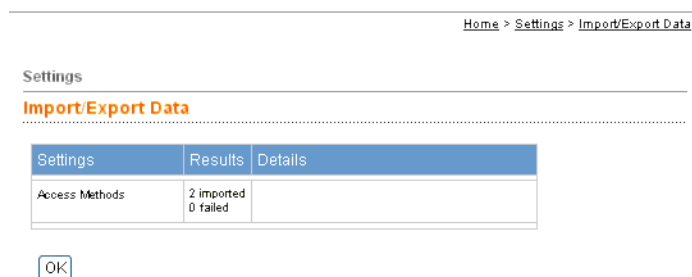 Home > Settings > Import/Export Data
Settings
Import/Export Data
Settings Results Details
Access Methods 2 imported
0 failed
OK